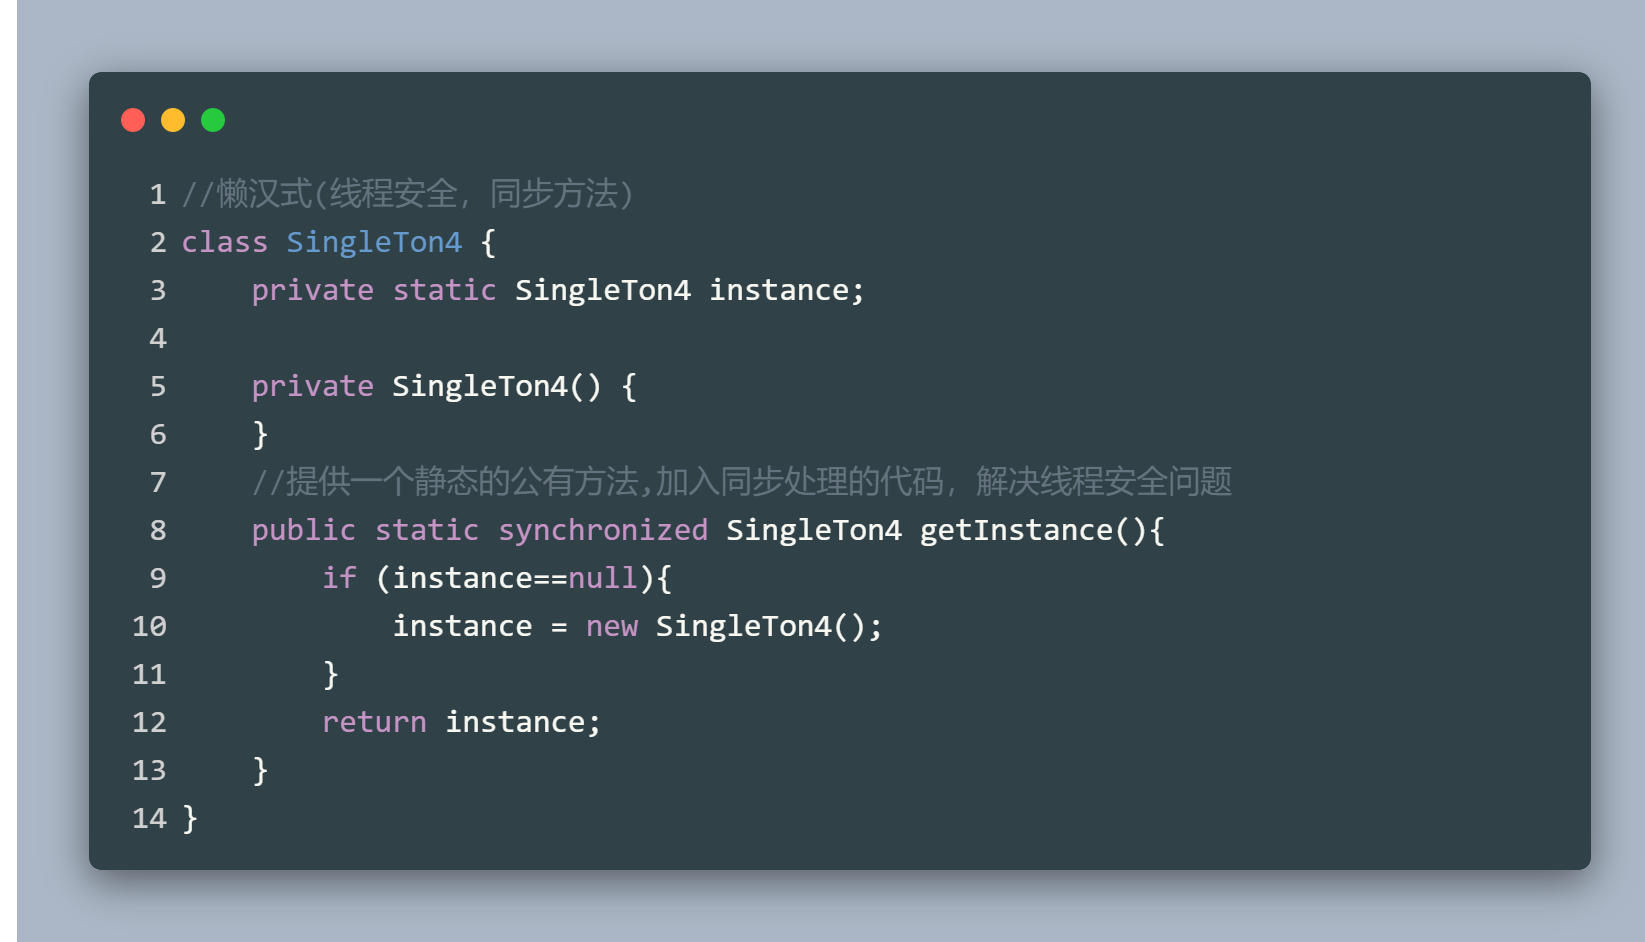 1 //懒汉式(线程安全，同步方法)
2 class SingleTon4 {
3     private static SingleTon4 instance;
4
5     private SingleTon4() {
6     }
7     //提供一个静态的公有方法,加入同步处理的代码，解决线程安全问题
8     public static synchronized SingleTon4 getInstance(){
9         if (instance==null){
10             instance = new SingleTon4();
11         }
12         return instance;
13     }
14 }